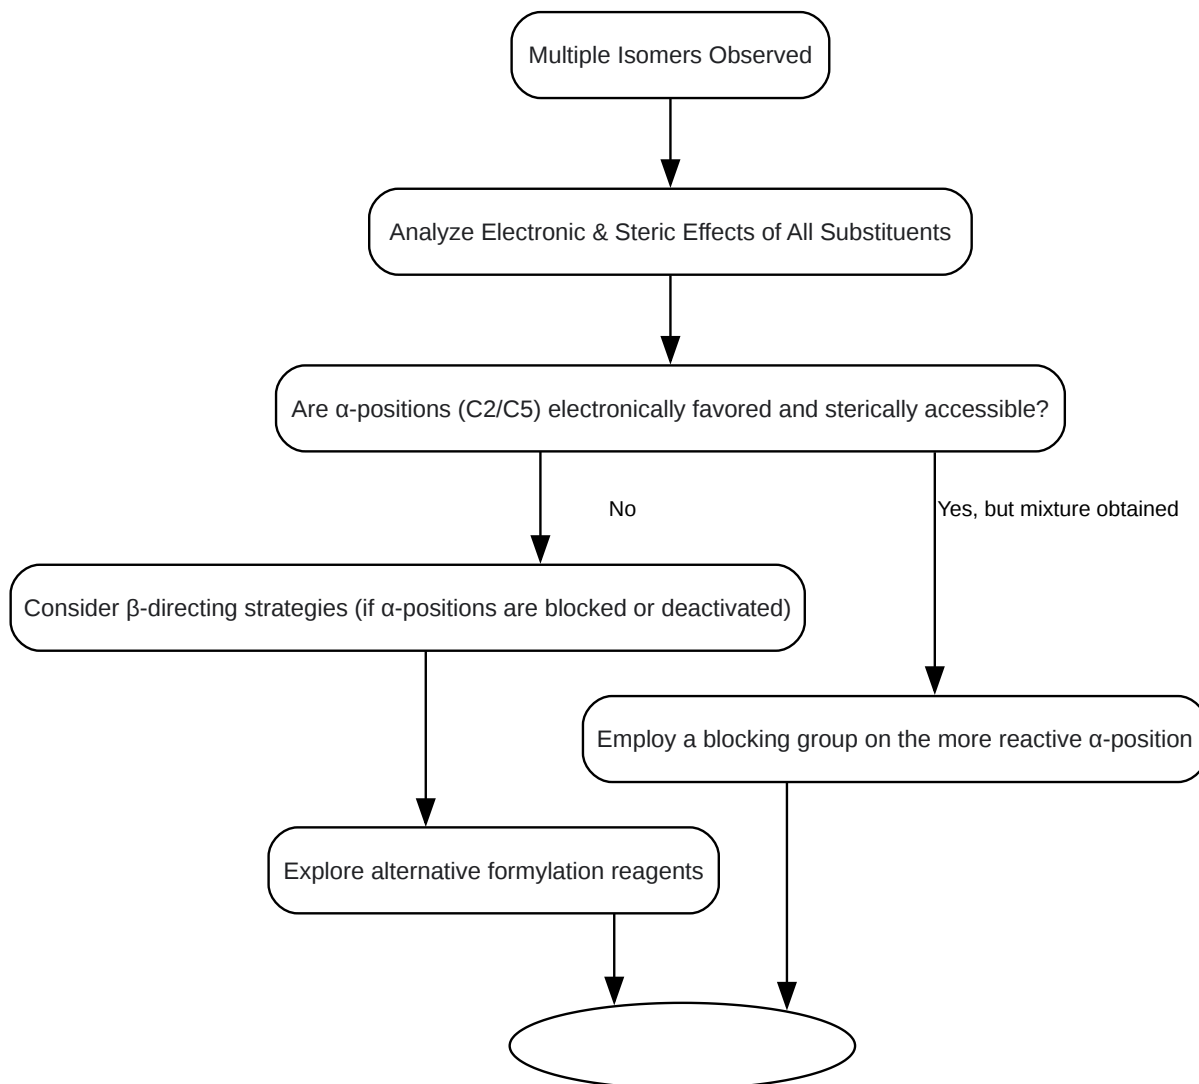 Multiple Isomers Observed
Analyze Electronic & Steric Effects of All Substituents
Are α-positions (C2/C5) electronically favored and sterically accessible?
No
Yes, but mixture obtained
Consider β-directing strategies (if α-positions are blocked or deactivated)
Employ a blocking group on the more reactive α-position
Explore alternative formylation reagents